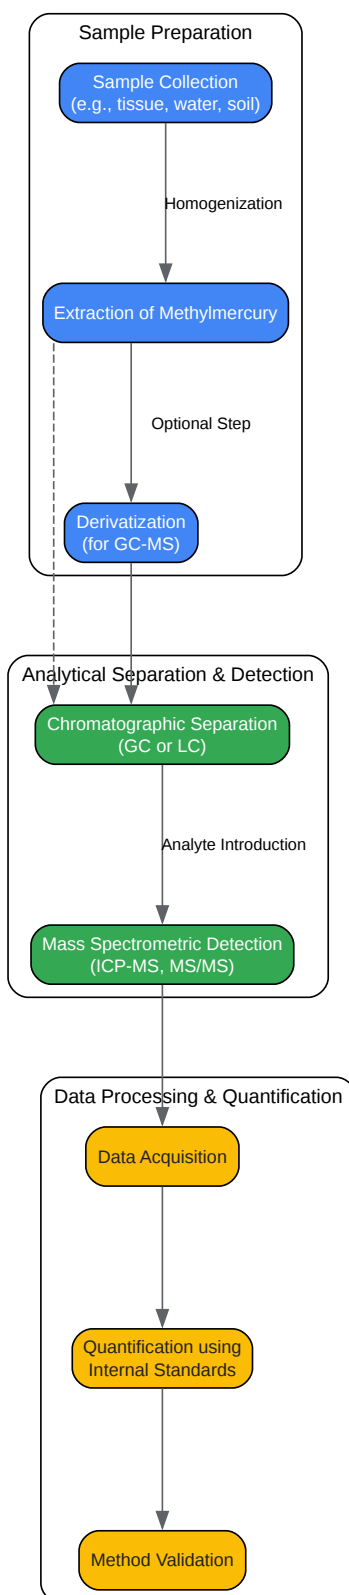 Sample Preparation
Sample Collection
(e.g., tissue, water, soil)
Homogenization
Extraction of Methylmercury
Optional Step
Derivatization
(for GC-MS)
Analytical Separation & Detection
Chromatographic Separation
(GC or LC)
Analyte Introduction
Mass Spectrometric Detection
(ICP-MS, MS/MS)
Data Processing & Quantification
Data Acquisition
Quantification using
Internal Standards
Method Validation